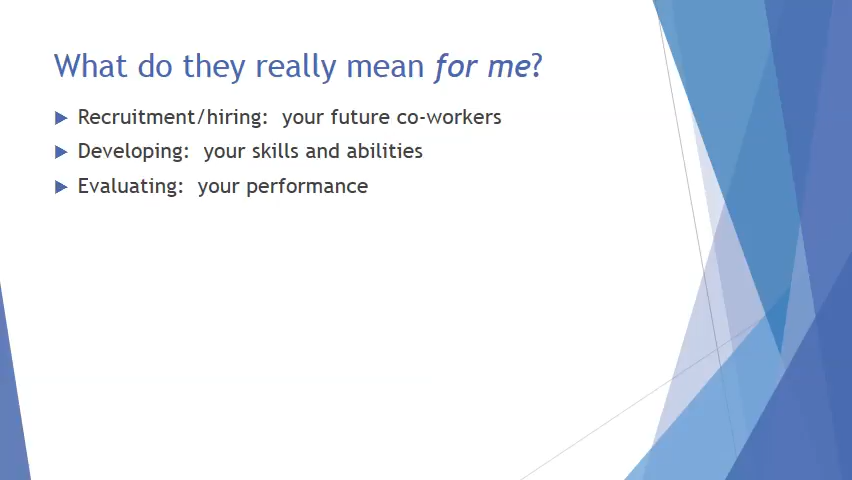 What do they really mean for me?
Recruitment/hiring: your future co-workers
Developing: your skills and abilities
Evaluating: your performance